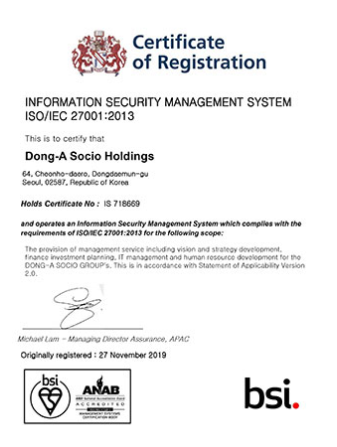 Certificate
of Registration
INFORMATION SECURITY MANAGEMENT SYSTEM
ISO/IEC 27001:2013
This is to certify that
Dong-A Socio Holdings
64, Cheonho-daero, Dongdaemun-gu
Seoul, 02587, Republic of Korea
Holds Certificate No : IS 718669
and operates an Information Security Management System which complies with the
requirements of ISO/IEC 27001:2013 for the following scope:
The provision of management service including vision and strategy development,
finance investment planning, IT management and human resource development for the
DONG-A SOCIO GROUP's. This is in accordance with Statement of Applicability Version
2.0.
Michael Lam - Managing Director Assurance, APAC
Originally registered : 27 November 2019
bsi
ANAB
ACCREDITED
bsi.